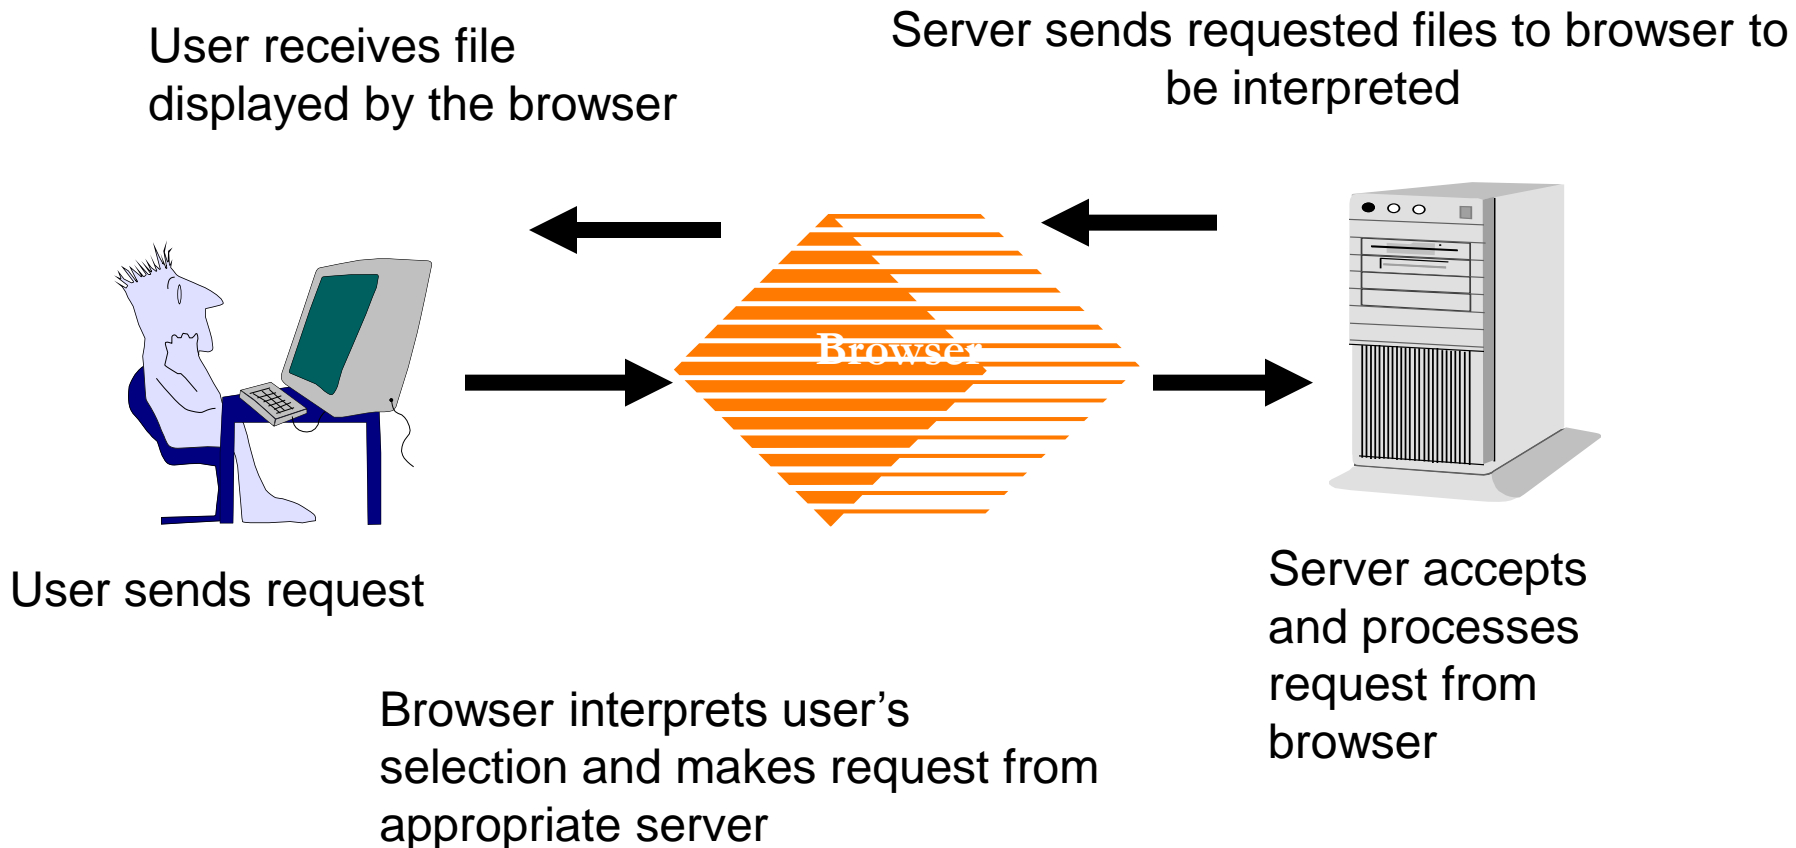 User receives file
displayed by the browser
Server sends requested files to browser to
be interpreted
Browser
User sends request
Server accepts
and processes
request from
browser
Browser interprets user’s
selection and makes request from
appropriate server